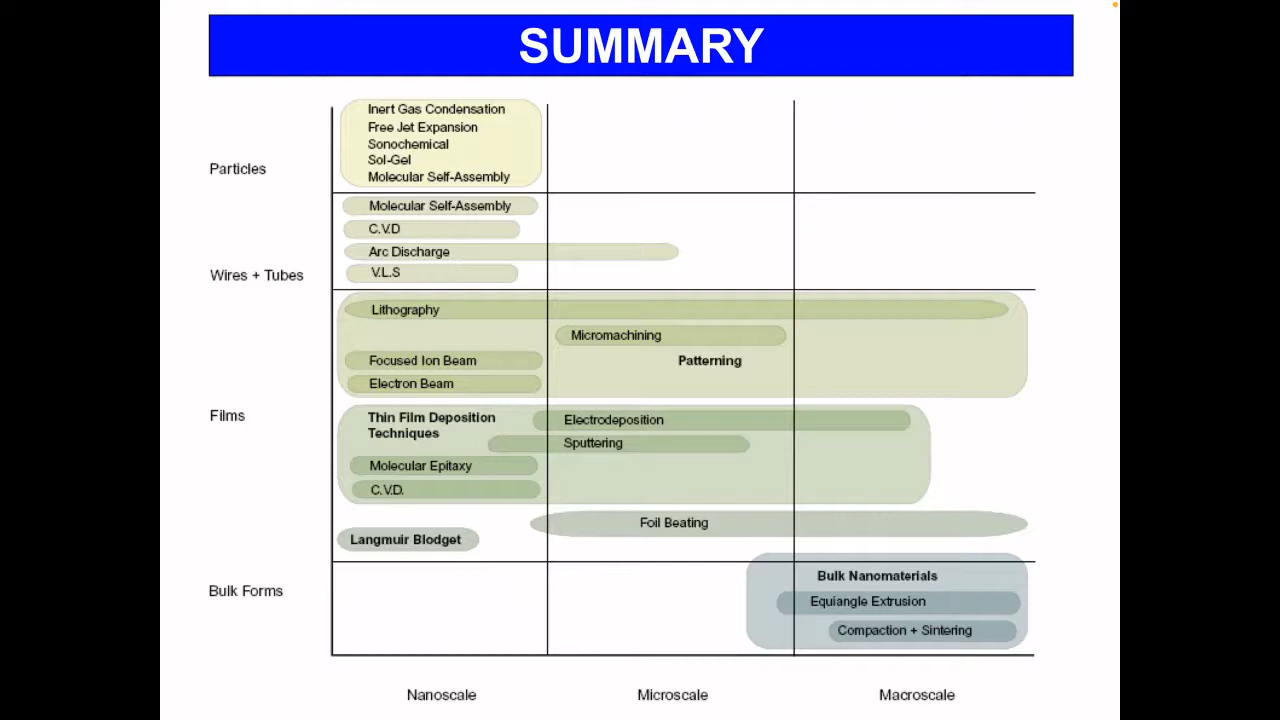 SUMMARY
Particles
Inert Gas Condensation
Free Jet Expansion
Sonochemical
Sol-Gel
Molecular Self-Assembly
Wires + Tubes
Molecular Self-Assembly
C.V.D
Arc Discharge
V.L.S
Films
Lithography
Micromachining
Focused Ion Beam
Patterning
Electron Beam
Thin Film Deposition
Techniques
Electrodeposition
Sputtering
Molecular Epitaxy
C.V.D.
Foil Beating
Langmuir Blodget
Bulk Forms
Bulk Nanomaterials
Equiangle Extrusion
Compaction + Sintering
Nanoscale
Microscale
Macroscale